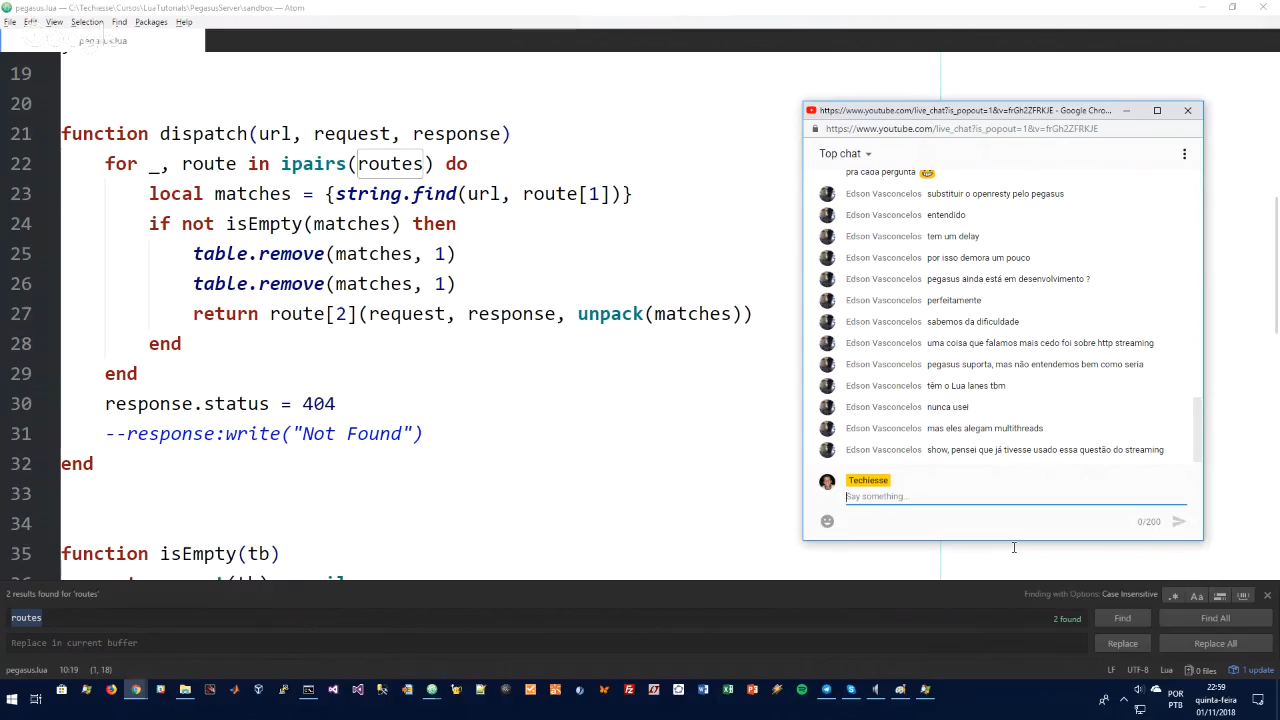 pegasus.lua — C:\Techiesse\Cursos\LuaTutorials\PegasusServer\sandbox — Atom
File Edit View Selection Find Packages Help
pegasus.lua
19
20
21 function dispatch(url, request, response)
22 for _, route in ipairs(routes) do
23 local matches = {string.find(url, route[1])}
24 if not isEmpty(matches) then
25 table.remove(matches, 1)
26 table.remove(matches, 1)
27 return route[2](request, response, unpack(matches))
28 end
29 end
30 response.status = 404
31 --response:write("Not Found")
32 end
33
34
35 function isEmpty(tb)
https://www.youtube.com/live_chat?is_popout=1&v=frGh2ZFRKJE - Google Chro...
https://www.youtube.com/live_chat?is_popout=1&v=frGh2ZFRKJE
Top chat
pra cada pergunta
Edson Vasconcelos substituir o openresty pelo pegasus
Edson Vasconcelos entendido
Edson Vasconcelos tem um delay
Edson Vasconcelos por isso demora um pouco
Edson Vasconcelos pegasus ainda está em desenvolvimento ?
Edson Vasconcelos perfeitamente
Edson Vasconcelos sabemos da dificuldade
Edson Vasconcelos uma coisa que falamos mais cedo foi sobre http streaming
Edson Vasconcelos pegasus suporta, mas não entendemos bem como seria
Edson Vasconcelos têm o Lua lanes tbm
Edson Vasconcelos nunca usei
Edson Vasconcelos mas eles alegam multithreads
Edson Vasconcelos show, pensei que já tivesse usado essa questão do streaming
Techiesse
Say something...
0/200
2 results found for 'routes'
Finding with Options: Case Insensitive
.* Aa
routes
2 found
Find
Find All
Replace in current buffer
Replace
Replace All
pegasus.lua 10:19 (1, 18)
LF UTF-8 Lua 0 files 1 update
POR
PTB
22:59
quinta-feira
01/11/2018